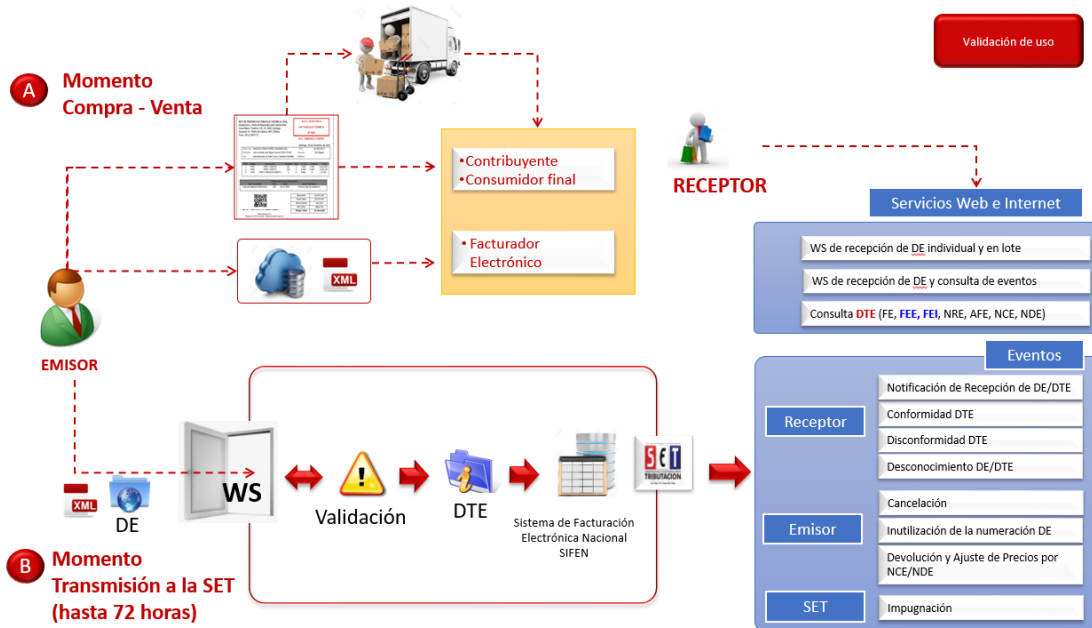 Validación de uso
A
Momento
Compra - Venta
•Contribuyente
•Consumidor final
• Facturador
Electrónico
XML
EMISOR
RECEPTOR
Servicios Web e Internet
WS de recepción de DE individual y en lote
WS de recepción de DE y consulta de eventos
Consulta DTE (FE, FEE, FEI, NRE, AFE, NCE, NDE)
Eventos
Receptor
Notificación de Recepción de DE/DTE
Conformidad DTE
Disconformidad DTE
Desconocimiento DE/DTE
Emisor
Cancelación
Inutilización de la numeración DE
Devolución y Ajuste de Precios por
NCE/NDE
SET
Impugnación
XML
DE
WS
Validación
DTE
Sistema de Facturación
Electrónica Nacional
SIFEN
SET
TRIBUTACION
B
Momento
Transmisión a la SET
(hasta 72 horas)